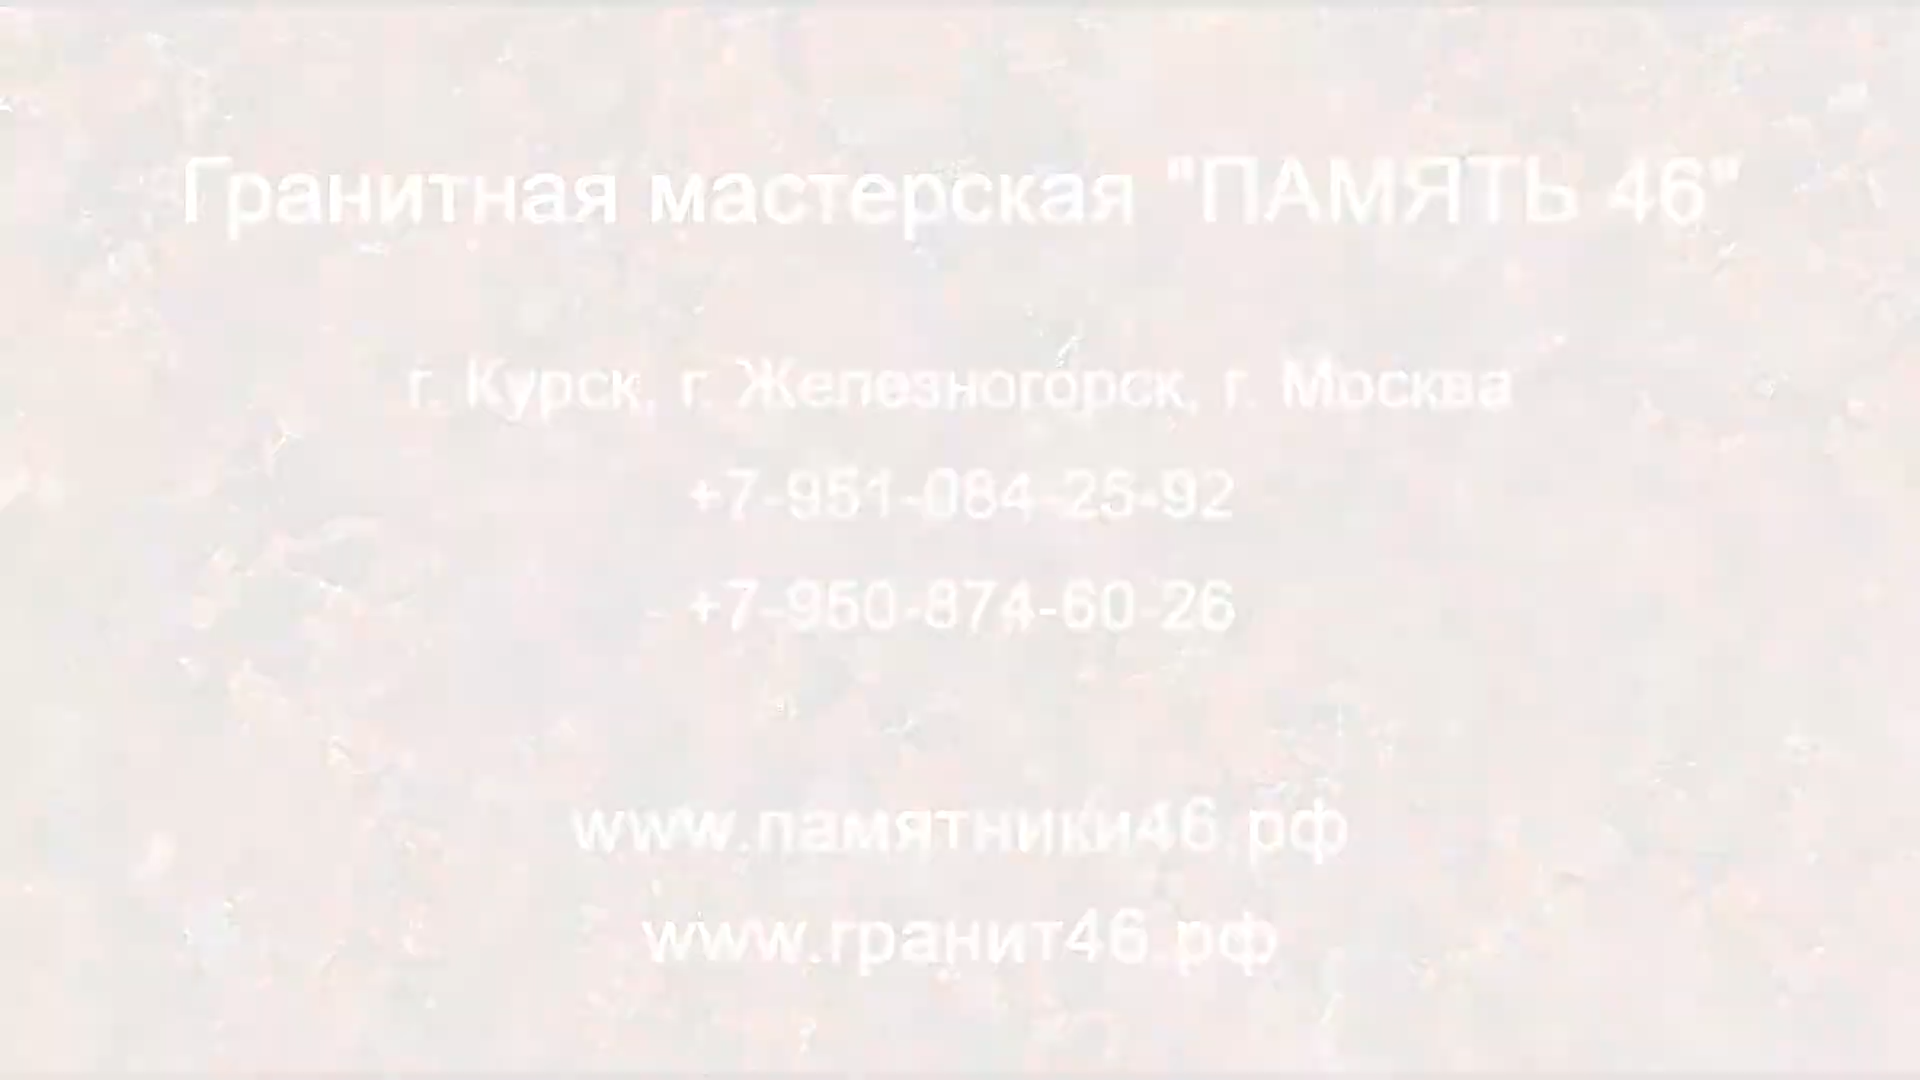 Гранитная мастерская "ПАМЯТЬ 46"
г. Курск, г. Железногорск, г. Москва
+7-951-084-25-92
+7-950-874-60-26
www.памятники46.рф
www.гранит46.рф